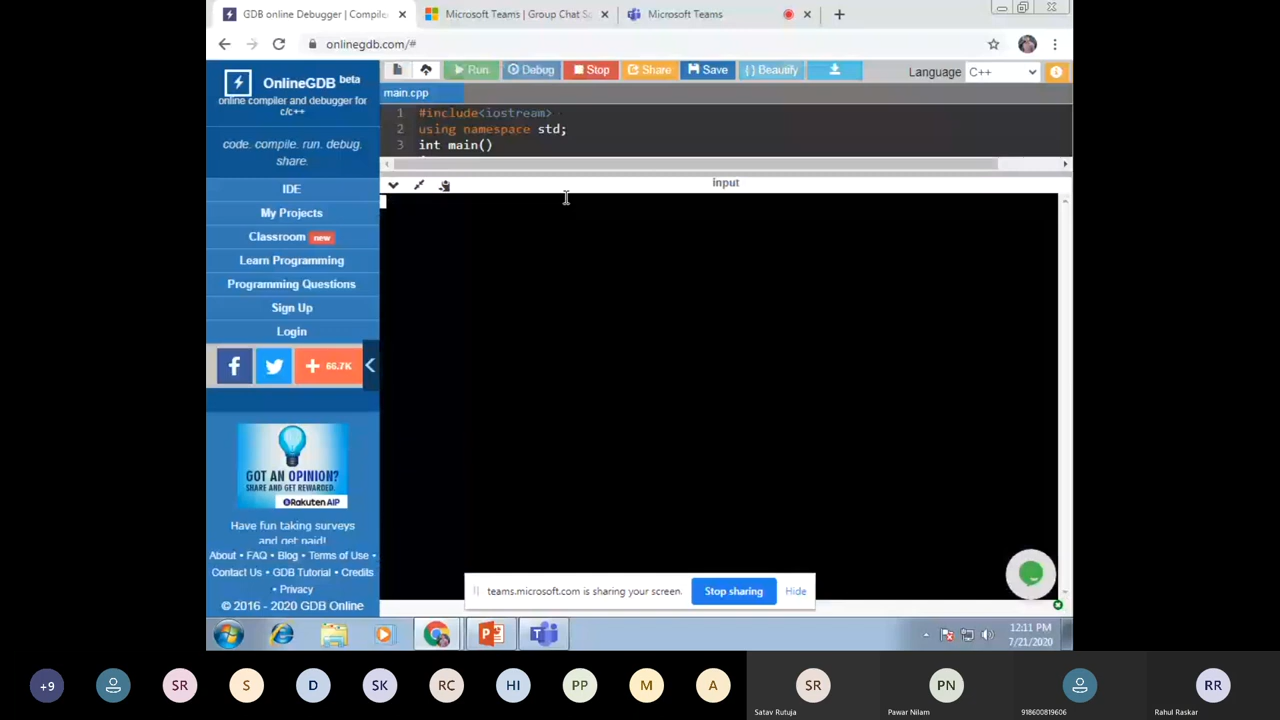 GDB online Debugger | Compiler
Microsoft Teams | Group Chat So
Microsoft Teams
onlinegdb.com/#
OnlineGDB beta
online compiler and debugger for
c/c++
code. compile. run. debug.
share.
IDE
My Projects
Classroom new
Learn Programming
Programming Questions
Sign Up
Login
f
+ 66.7K
GOT AN OPINION?
SHARE AND GET REWARDED.
Rakuten AIP
Have fun taking surveys
and get paid!
About • FAQ • Blog • Terms of Use •
Contact Us • GDB Tutorial • Credits
• Privacy
© 2016 - 2020 GDB Online
Run
Debug
Stop
Share
Save
{ } Beautify
Language C++
main.cpp
1 #include<iostream>
2 using namespace std;
3 int main()
input
teams.microsoft.com is sharing your screen.
Stop sharing
Hide
12:11 PM
7/21/2020
+9
SR
S
D
SK
RC
HI
PP
M
A
SR
Satav Rutuja
PN
Pawar Nilam
918600819606
RR
Rahul Raskar